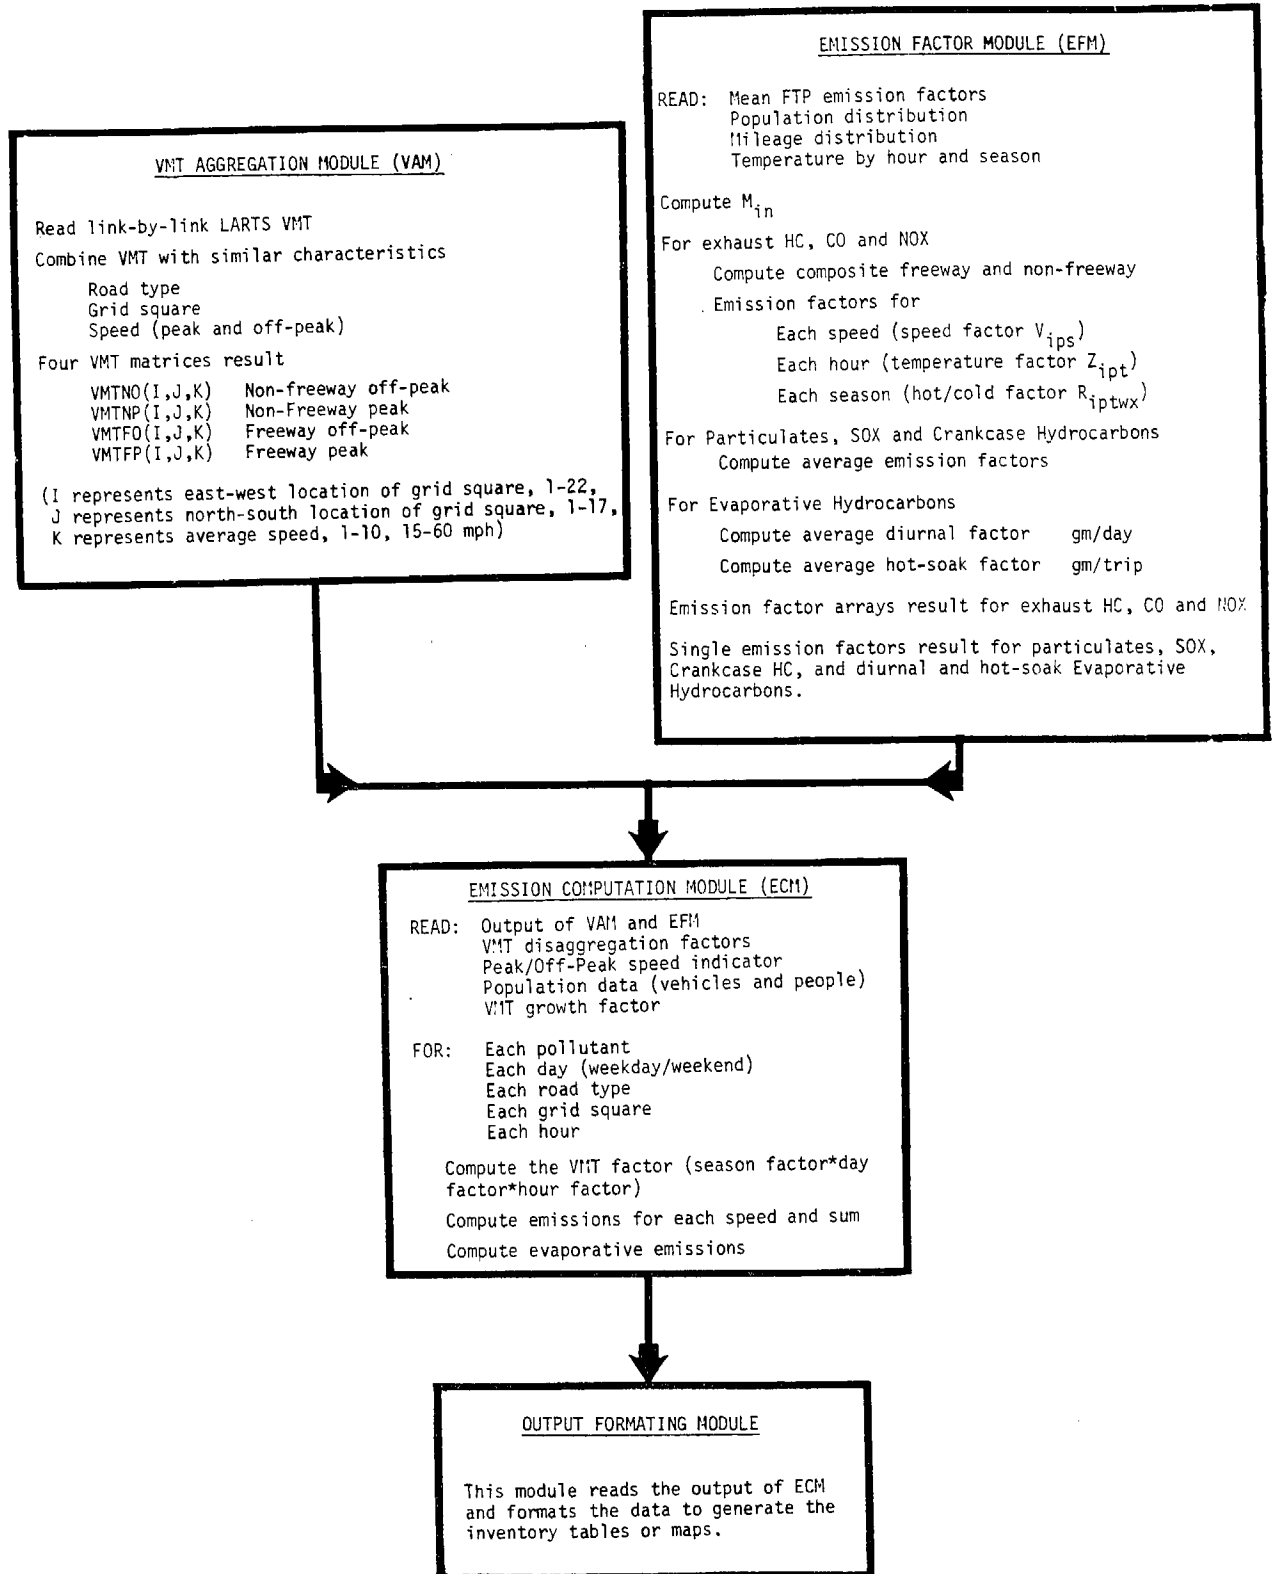 VMT AGGREGATION MODULE (VAM)
Read link-by-link LARTS VMT
Combine VMT with similar characteristics
Road type
Grid square
Speed (peak and off-peak)
Four VMT matrices result
VMTNO(I,J,K) Non-freeway off-peak
VMTNP(I,J,K) Non-Freeway peak
VMTFO(I,J,K) Freeway off-peak
VMTFP(I,J,K) Freeway peak
(I represents east-west location of grid square, 1-22,
J represents north-south location of grid square, 1-17,
K represents average speed, 1-10, 15-60 mph)
EMISSION FACTOR MODULE (EFM)
READ: Mean FTP emission factors
Population distribution
Mileage distribution
Temperature by hour and season
Compute M_in
For exhaust HC, CO and NOX
Compute composite freeway and non-freeway
Emission factors for
Each speed (speed factor V_ips)
Each hour (temperature factor Z_ipt)
Each season (hot/cold factor R_iptwx)
For Particulates, SOX and Crankcase Hydrocarbons
Compute average emission factors
For Evaporative Hydrocarbons
Compute average diurnal factor gm/day
Compute average hot-soak factor gm/trip
Emission factor arrays result for exhaust HC, CO and NOX
Single emission factors result for particulates, SOX,
Crankcase HC, and diurnal and hot-soak Evaporative
Hydrocarbons.
EMISSION COMPUTATION MODULE (ECM)
READ: Output of VAM and EFM
VMT disaggregation factors
Peak/Off-Peak speed indicator
Population data (vehicles and people)
VMT growth factor
FOR: Each pollutant
Each day (weekday/weekend)
Each road type
Each grid square
Each hour
Compute the VMT factor (season factor*day
factor*hour factor)
Compute emissions for each speed and sum
Compute evaporative emissions
OUTPUT FORMATING MODULE
This module reads the output of ECM
and formats the data to generate the
inventory tables or maps.